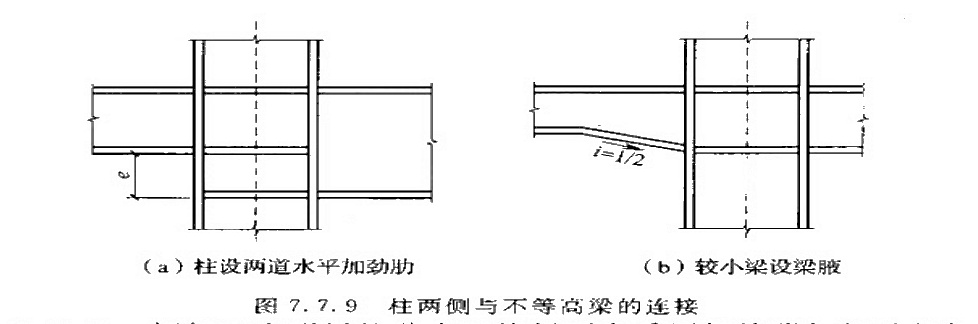 e
i=1/2
(a)柱设两道水平加劲肋
(b)较小梁设梁腋
图 7.7.9 柱两侧与不等高梁的连接